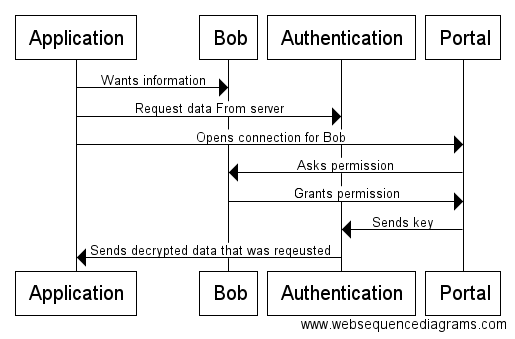 Application Bob Authentication Portal
Wants information
Request data From server
Opens connection for Bob
Asks permission
Grants permission
Sends key
Sends decrypted data that was reqeusted
Application Bob Authentication Portal
www.websequencediagrams.com